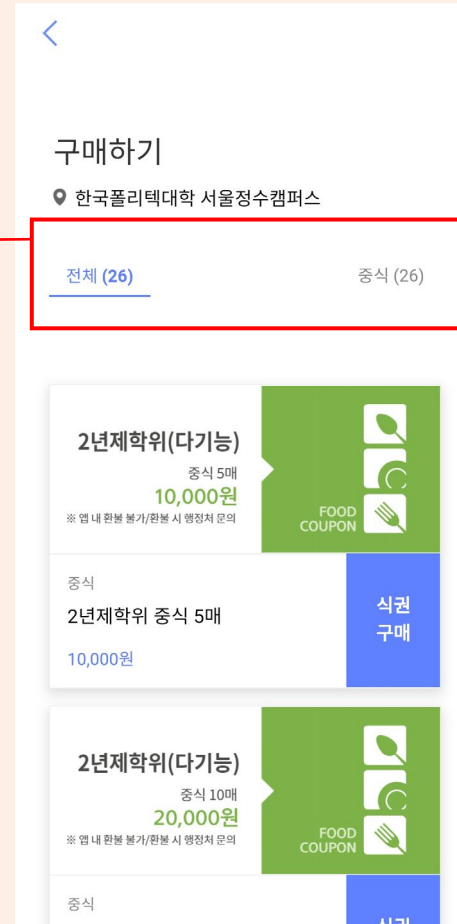 구매하기
한국폴리텍대학 서울정수캠퍼스
전체 (26)
중식 (26)
2년제학위(다기능)
중식 5매
10,000원
※ 앱 내 환불 불가/환불 시 행정처 문의
FOOD
COUPON
중식
2년제학위 중식 5매
10,000원
식권
구매
2년제학위(다기능)
중식 10매
20,000원
※ 앱 내 환불 불가/환불 시 행정처 문의
FOOD
COUPON
중식
식권